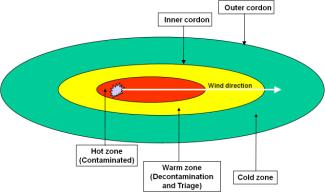 Outer cordon
Inner cordon
Wind direction
Hot zone
(Contaminated)
Warm zone
(Decontamination
and Triage)
Cold zone